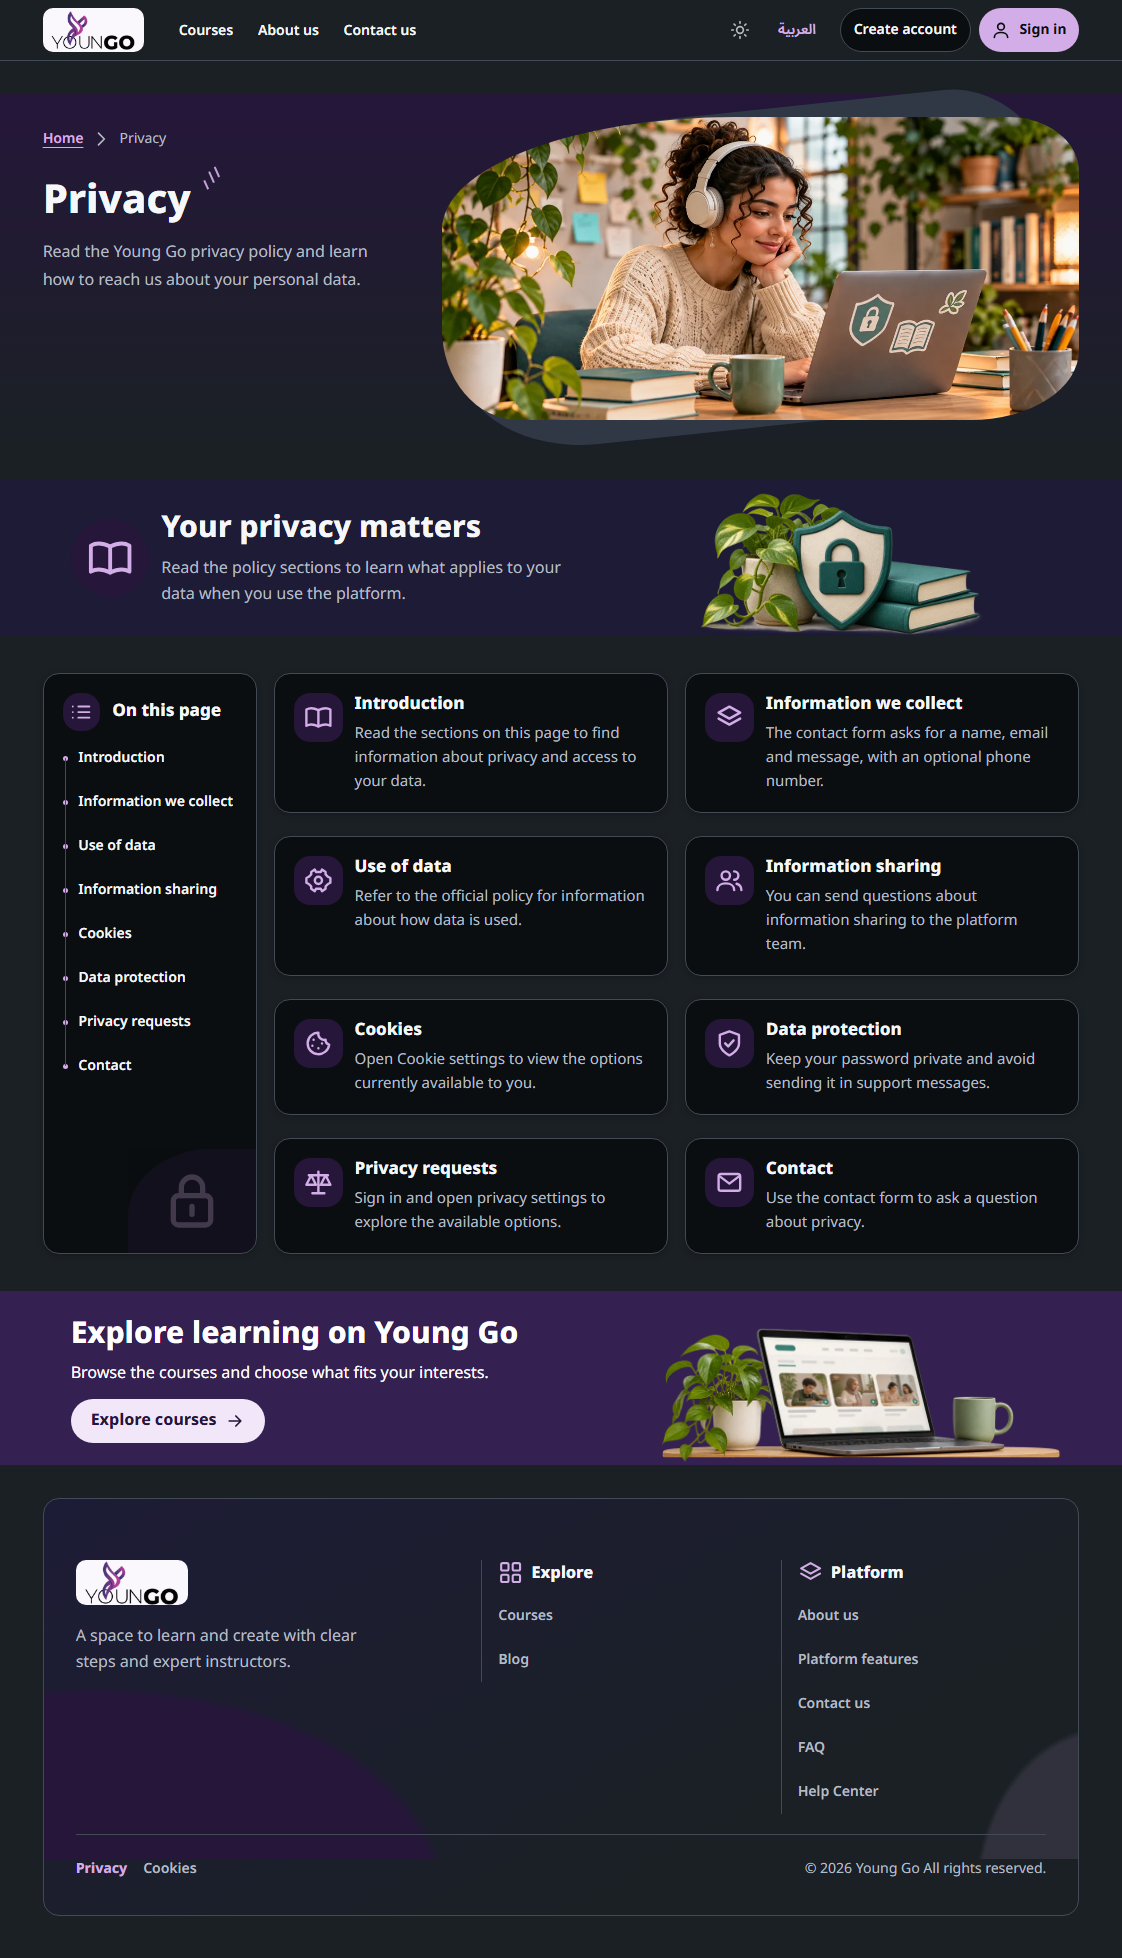 YOUNGO
Courses
About us
Contact us
العربية
Create account
Sign in
Home
Privacy
Privacy
Read the Young Go privacy policy and learn
how to reach us about your personal data.
Your privacy matters
Read the policy sections to learn what applies to your
data when you use the platform.
On this page
Introduction
Information we collect
Use of data
Information sharing
Cookies
Data protection
Privacy requests
Contact
Introduction
Read the sections on this page to find
information about privacy and access to
your data.
Information we collect
The contact form asks for a name, email
and message, with an optional phone
number.
Use of data
Refer to the official policy for information
about how data is used.
Information sharing
You can send questions about
information sharing to the platform
team.
Cookies
Open Cookie settings to view the options
currently available to you.
Data protection
Keep your password private and avoid
sending it in support messages.
Privacy requests
Sign in and open privacy settings to
explore the available options.
Contact
Use the contact form to ask a question
about privacy.
Explore learning on Young Go
Browse the courses and choose what fits your interests.
Explore courses
YOUNGO
A space to learn and create with clear
steps and expert instructors.
Explore
Courses
Blog
Platform
About us
Platform features
Contact us
FAQ
Help Center
Privacy
Cookies
© 2026 Young Go All rights reserved.